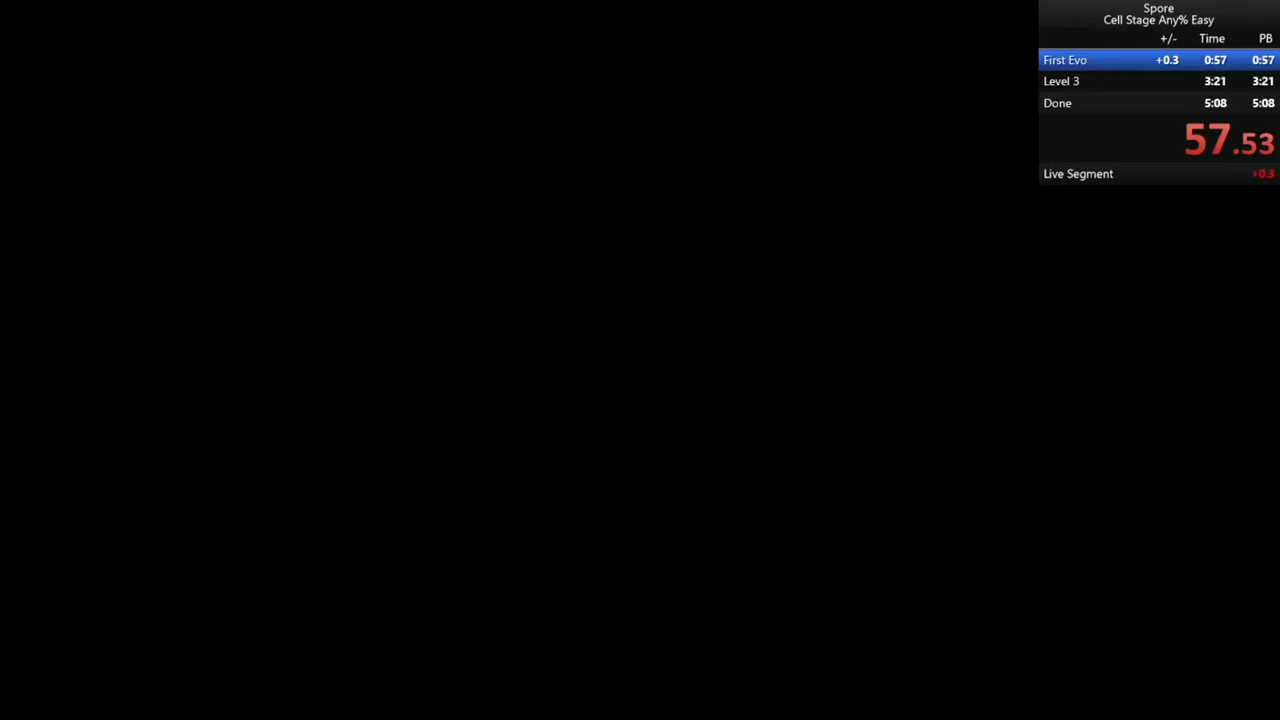 Spore
Cell Stage Any% Easy
+/- Time PB
First Evo +0.3 0:57 0:57
Level 3 3:21 3:21
Done 5:08 5:08
57.53
Live Segment +0.3